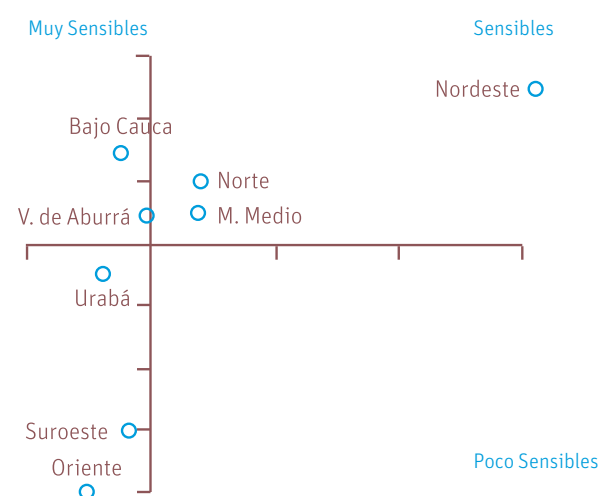 Muy Sensibles
Sensibles
Nordeste
Bajo Cauca
Norte
V. de Aburrá
M. Medio
Urabá
Suroeste
Poco Sensibles
Oriente